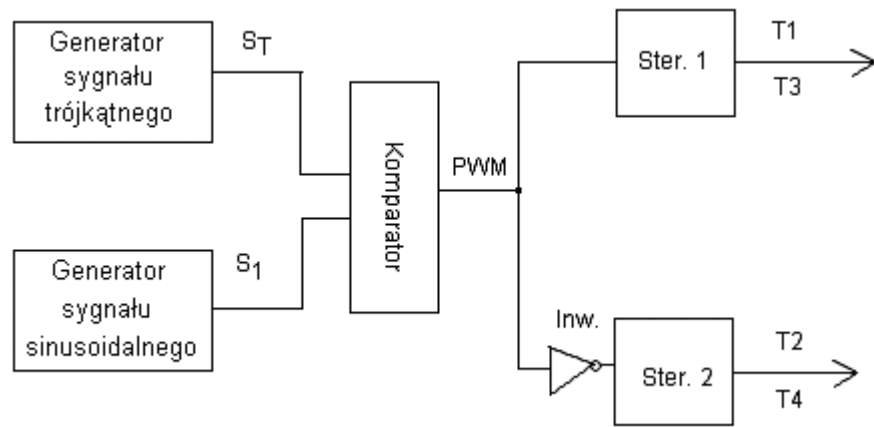 Generator
sygnału
trójkątnego
ST
Generator
sygnału
sinusoidalnego
S1
Komparator
PWM
Ster. 1
T1
T3
Inw.
Ster. 2
T2
T4